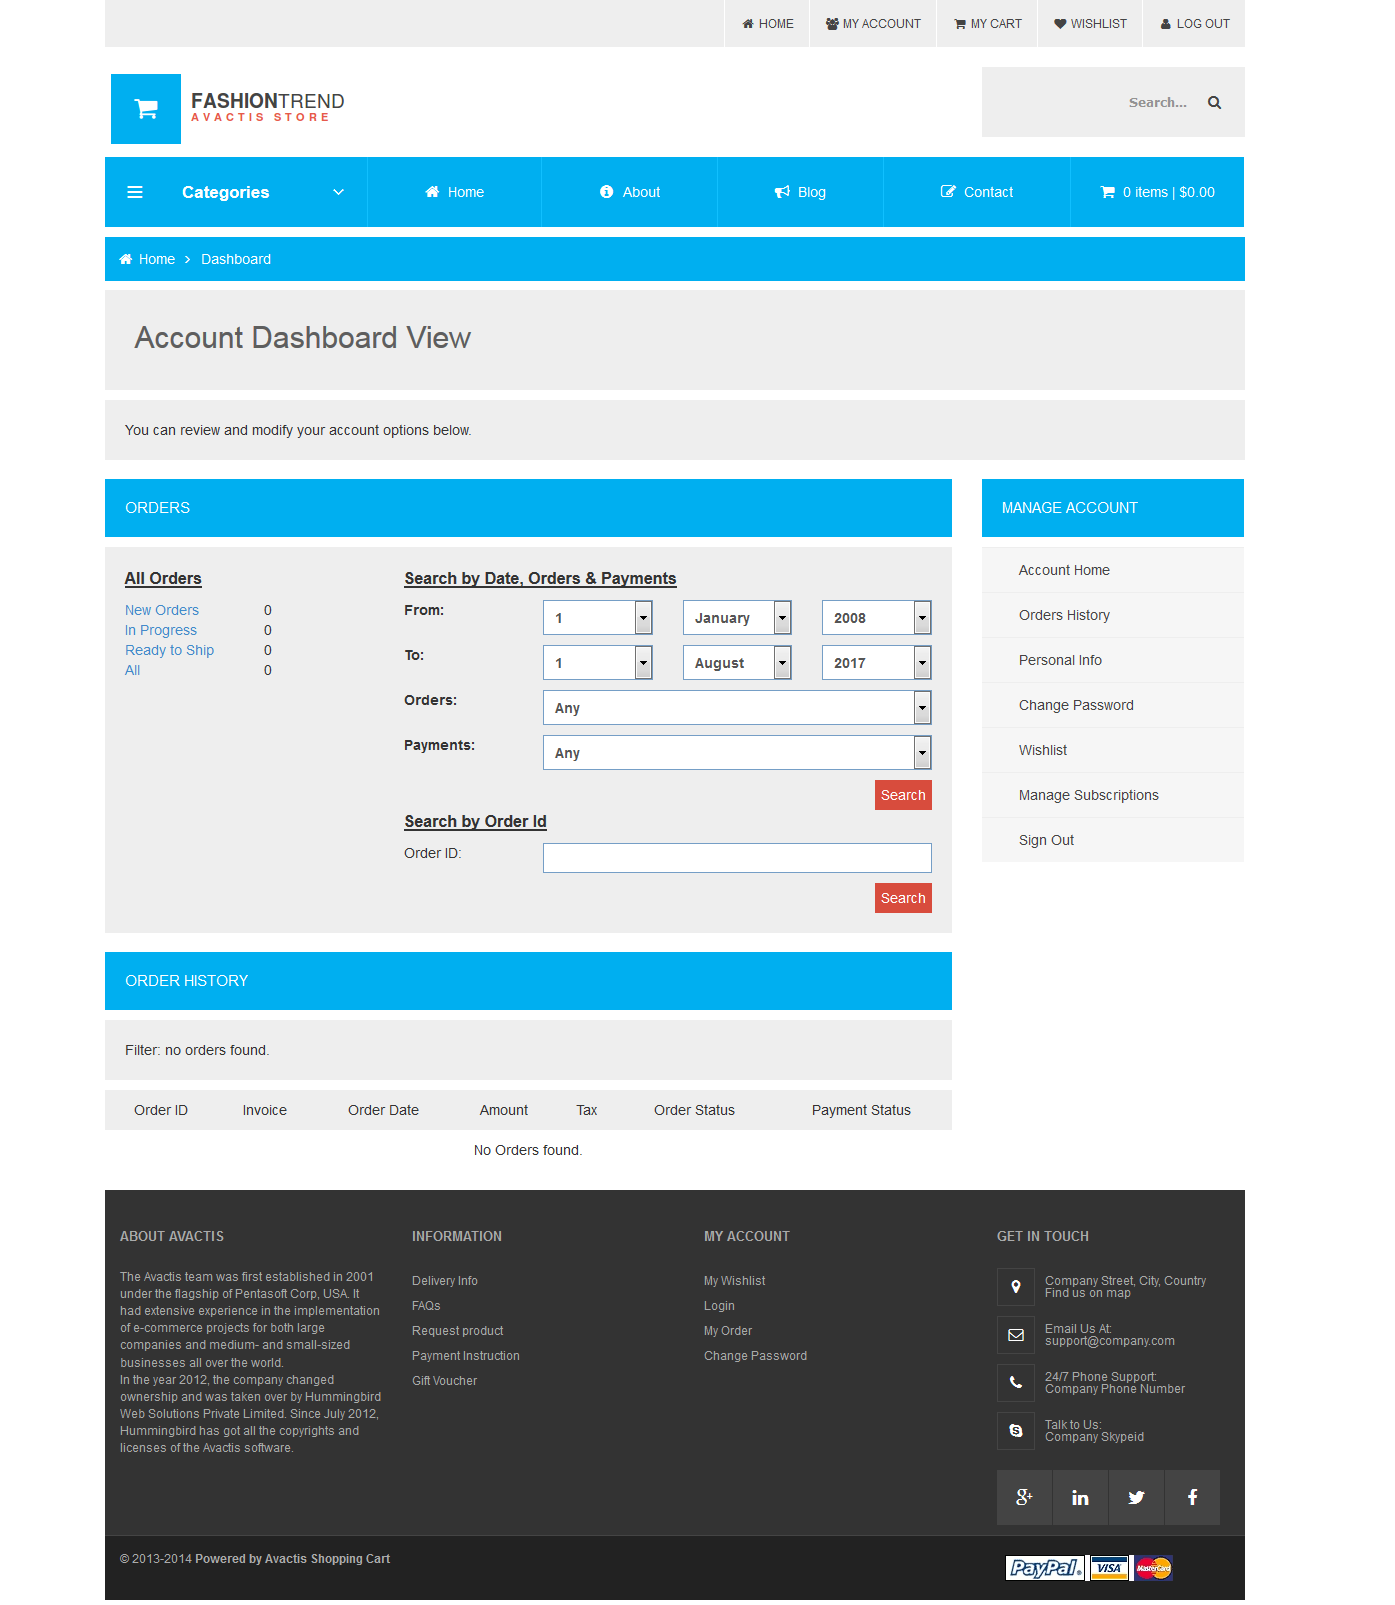 HOME MY ACCOUNT MY CART WISHLIST LOG OUT
FASHIONTREND
AVACTIS STORE
Search...
Categories Home About Blog Contact 0 items | $0.00
Home Dashboard
Account Dashboard View
You can review and modify your account options below.
ORDERS
All Orders
New Orders 0
In Progress 0
Ready to Ship 0
All 0
Search by Date, Orders & Payments
From: 1 January 2008
To: 1 August 2017
Orders: Any
Payments: Any
Search
Search by Order Id
Order ID:
Search
MANAGE ACCOUNT
Account Home
Orders History
Personal Info
Change Password
Wishlist
Manage Subscriptions
Sign Out
ORDER HISTORY
Filter: no orders found.
Order ID Invoice Order Date Amount Tax Order Status Payment Status
No Orders found.
ABOUT AVACTIS
The Avactis team was first established in 2001
under the flagship of Pentasoft Corp, USA. It
had extensive experience in the implementation
of e-commerce projects for both large
companies and medium- and small-sized
businesses all over the world.
In the year 2012, the company changed
ownership and was taken over by Hummingbird
Web Solutions Private Limited. Since July 2012,
Hummingbird has got all the copyrights and
licenses of the Avactis software.
INFORMATION
Delivery Info
FAQs
Request product
Payment Instruction
Gift Voucher
MY ACCOUNT
My Wishlist
Login
My Order
Change Password
GET IN TOUCH
Company Street, City, Country
Find us on map
Email Us At:
support@company.com
24/7 Phone Support:
Company Phone Number
Talk to Us:
Company Skypeid
© 2013-2014 Powered by Avactis Shopping Cart
PayPal VISA MasterCard